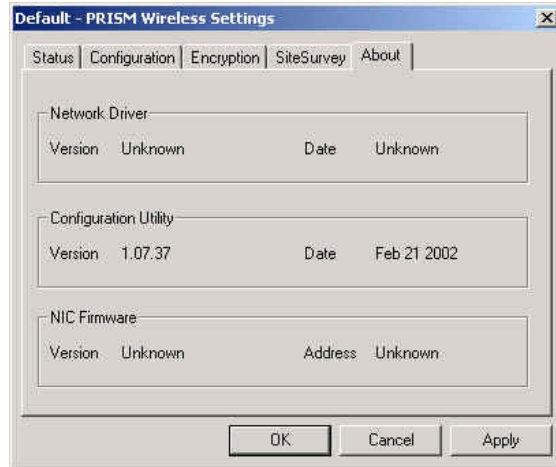 Default - PRISM Wireless Settings
Status Configuration Encryption SiteSurvey About
Network Driver
Version Unknown Date Unknown
Configuration Utility
Version 1.07.37 Date Feb 21 2002
NIC Firmware
Version Unknown Address Unknown
OK Cancel Apply